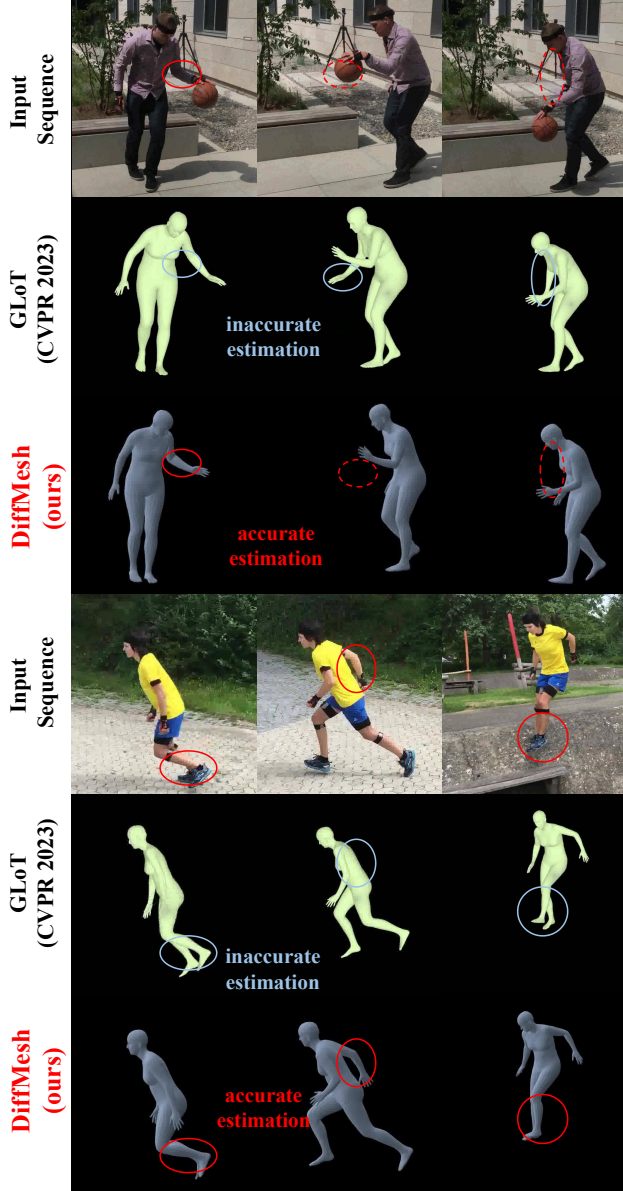 Input
Sequence
GLoT
(CVPR 2023)
inaccurate
estimation
DiffMesh
(ours)
accurate
estimation
Input
Sequence
GLoT
(CVPR 2023)
inaccurate
estimation
DiffMesh
(ours)
accurate
estimation